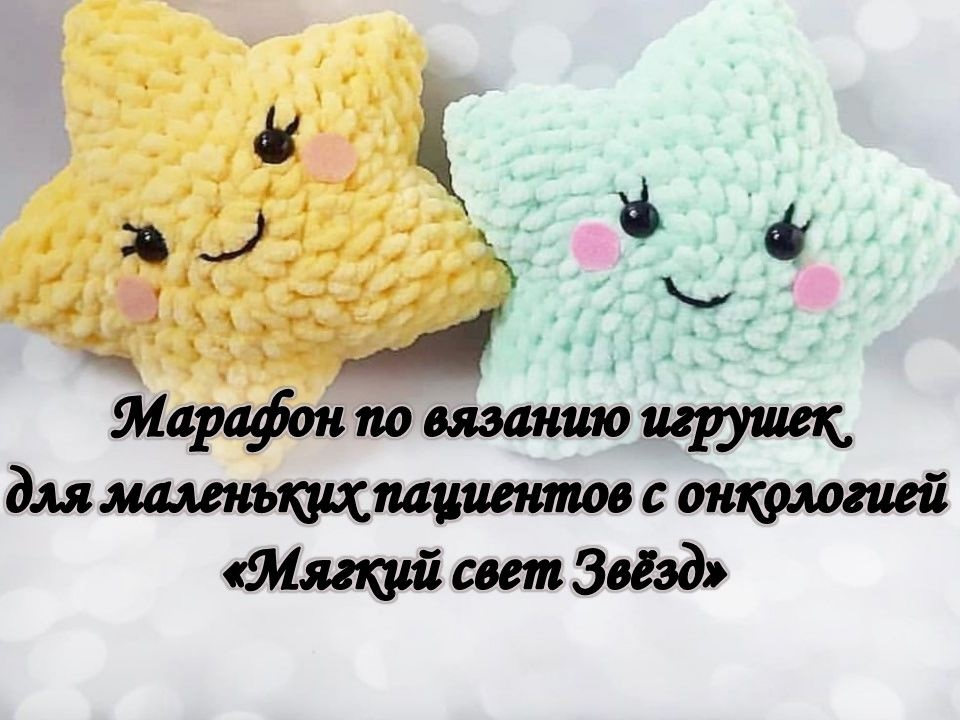 Марафон по вязанию игрушек
для маленьких пациентов с онкологией
«Мягкий свет Звёзд»